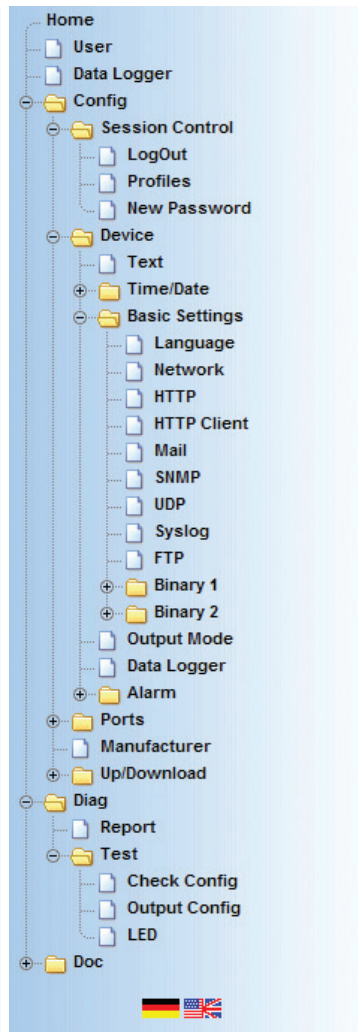 Home
User
Data Logger
Config
Session Control
LogOut
Profiles
New Password
Device
Text
Time/Date
Basic Settings
Language
Network
HTTP
HTTP Client
Mail
SNMP
UDP
Syslog
FTP
Binary 1
Binary 2
Output Mode
Data Logger
Alarm
Ports
Manufacturer
Up/Download
Diag
Report
Test
Check Config
Output Config
LED
Doc